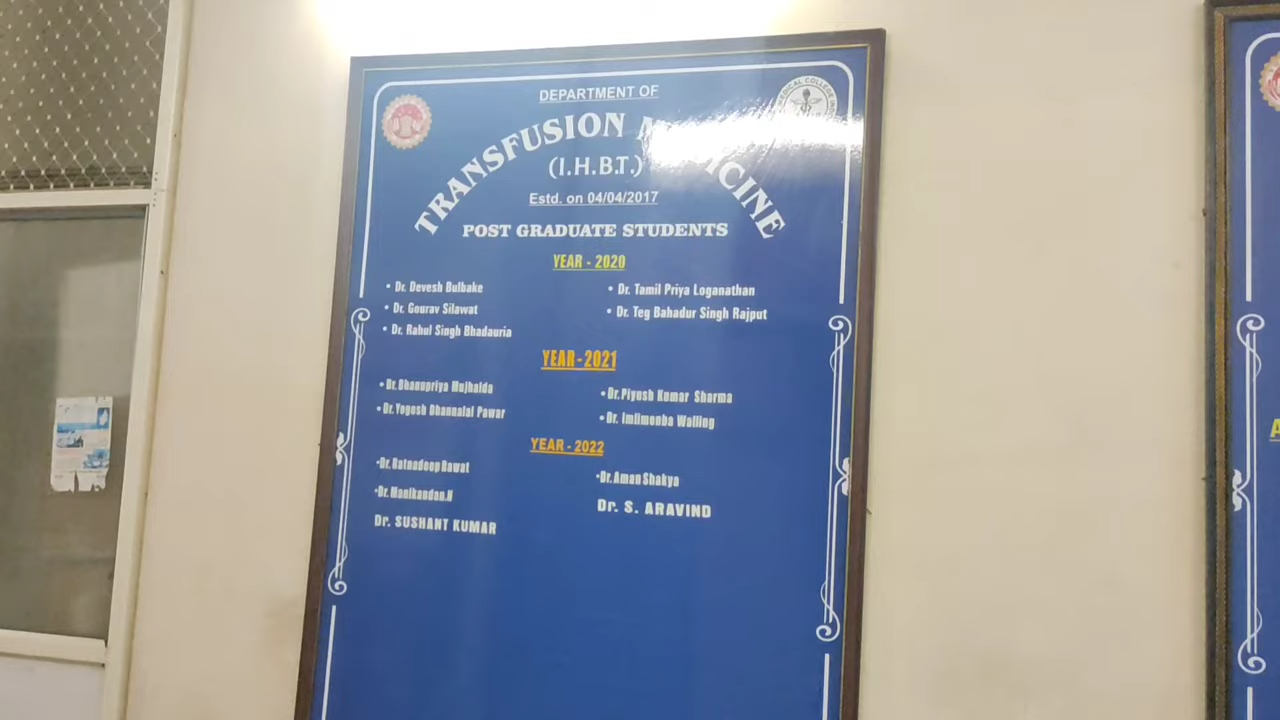 DEPARTMENT OF
TRANSFUSION
(I.H.B.T.)
Estd. on 04/04/2017
POST GRADUATE STUDENTS
YEAR - 2020
• Dr. Devesh Bulbake
• Dr. Tamil Priya Loganathan
• Dr. Gourav Silawat
• Dr. Teg Bahadur Singh Rajput
• Dr. Rahul Singh Bhadauria
YEAR-2021
• Dr. Bhanupriya Mujhalda
• Dr. Piyush Kumar Sharma
• Dr. Yogesh Dhannalal Pawar
• Dr. Imlimenba Walling
YEAR - 2022
•Dr. Ratnadeep Rawat
•Dr. Aman Shakya
•Dr. Manikandan.N
Dr. S. ARAVIND
Dr. SUSHANT KUMAR